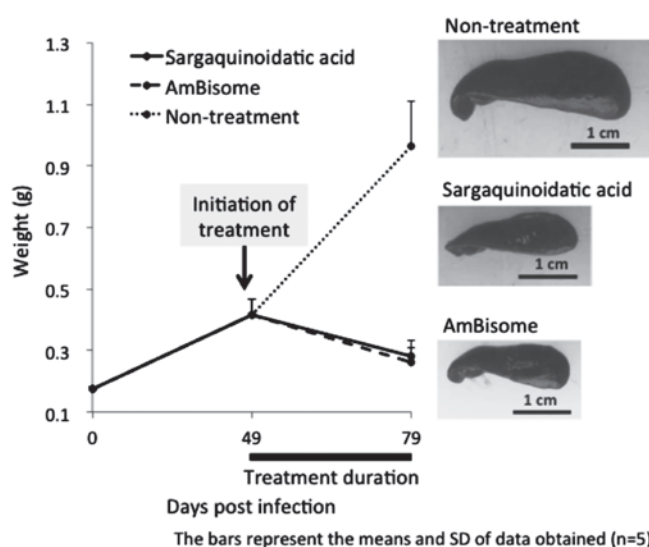 1.3
1.1
0.9
0.7
0.5
0.3
0.1
Weight (g)
Sargaquinoidatic acid
AmBisome
Non-treatment
Initiation of
treatment
0
49
79
Treatment duration
Days post infection
Non-treatment
1 cm
Sargaquinoidatic acid
1 cm
AmBisome
1 cm
The bars represent the means and SD of data obtained (n=5)